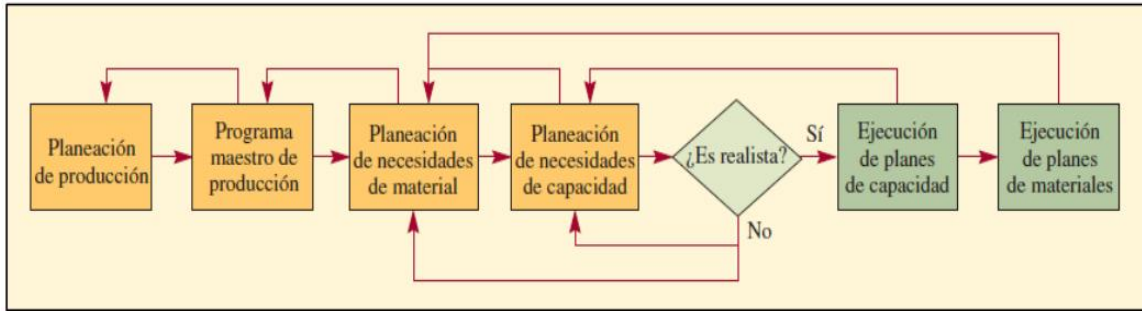 Planeación
de producción
Programa
maestro de
producción
Planeación
de necesidades
de material
Planeación
de necesidades
de capacidad
¿Es realista?
Sí
No
Ejecución
de planes
de capacidad
Ejecución
de planes
de materiales